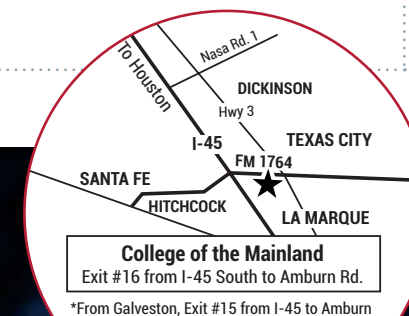 Nasa Rd. 1
To Houston
DICKINSON
Hwy 3
I-45
TEXAS CITY
FM 1764
SANTA FE
HITCHCOCK
LA MARQUE
College of the Mainland
Exit #16 from I-45 South to Amburn Rd.
*From Galveston, Exit #15 from I-45 to Amburn